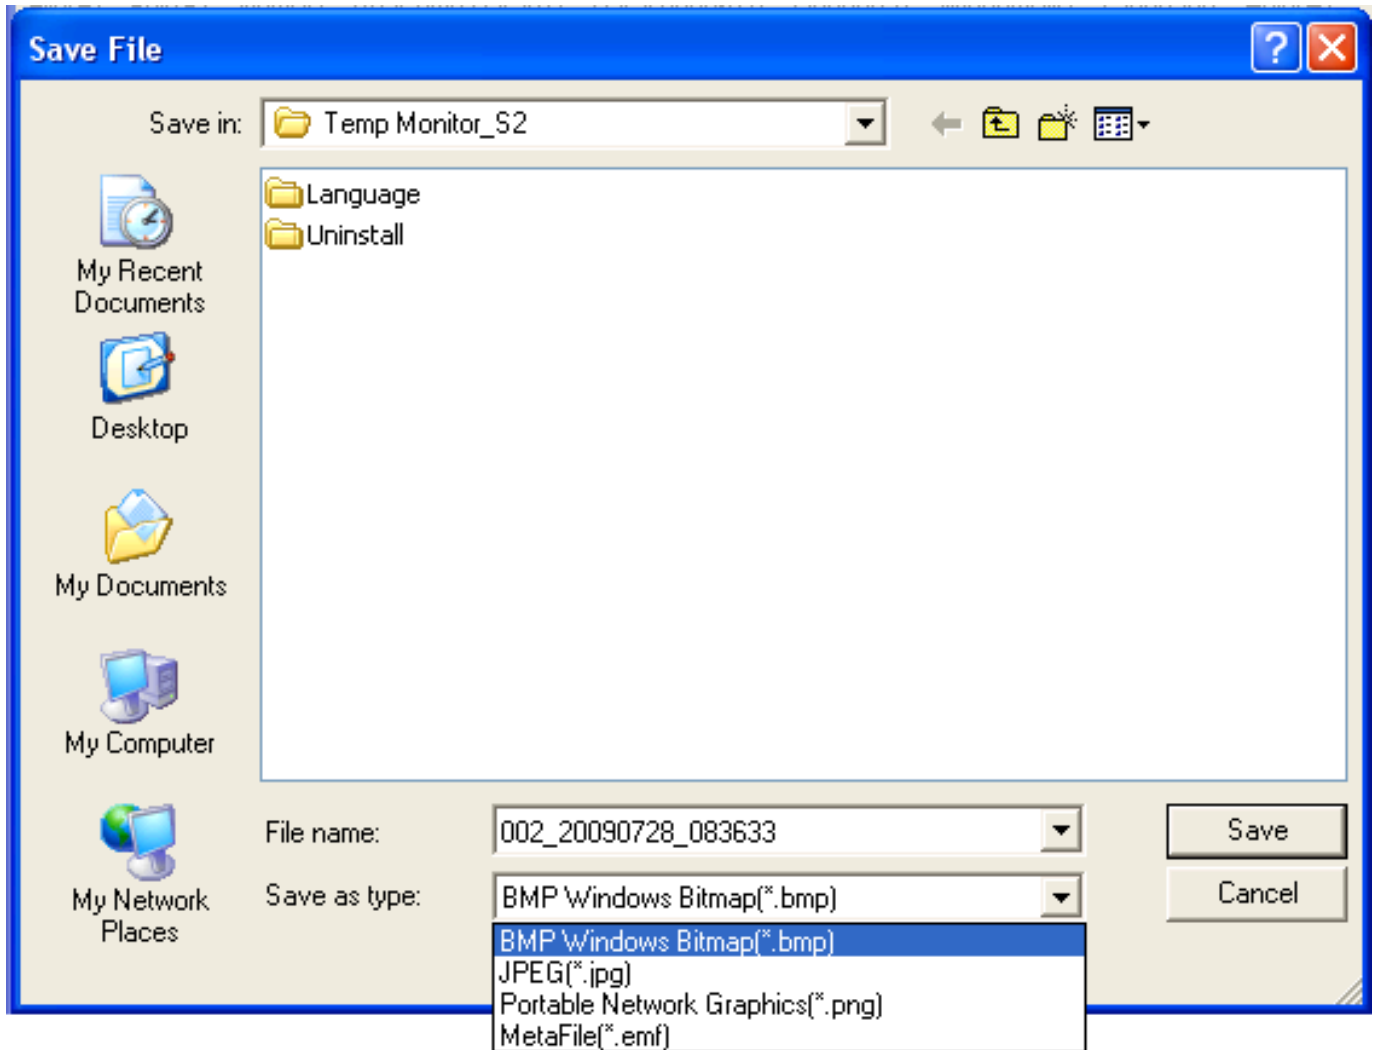 Save File
?
Save in:
Temp Monitor_S2
Language
Uninstall
My Recent
Documents
Desktop
My Documents
My Computer
My Network
Places
File name:
002_20090728_083633
Save
Save as type:
BMP Windows Bitmap(*.bmp)
Cancel
BMP Windows Bitmap(*.bmp)
JPEG(*.jpg)
Portable Network Graphics(*.png)
MetaFile(*.emf)